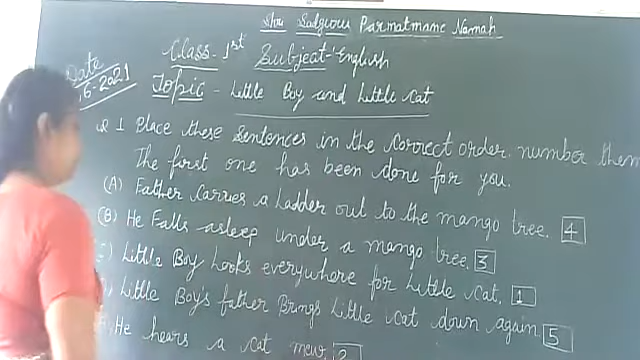 Shri Sadguru Parmatmane Namah
Class- 1st Subject- English
Date
6-2021
Topic - Little Boy and Little Cat
Q 1 Place these sentences in the correct order. number them
The first one has been done for you.
(A) Father carries a ladder out to the mango tree. 4
(B) He Falls asleep under a mango tree. 3
Little Boy looks everywhere for Little Cat. 1
Little Boy's father Brings Little cat down again 5
He hears a cat mew. 2